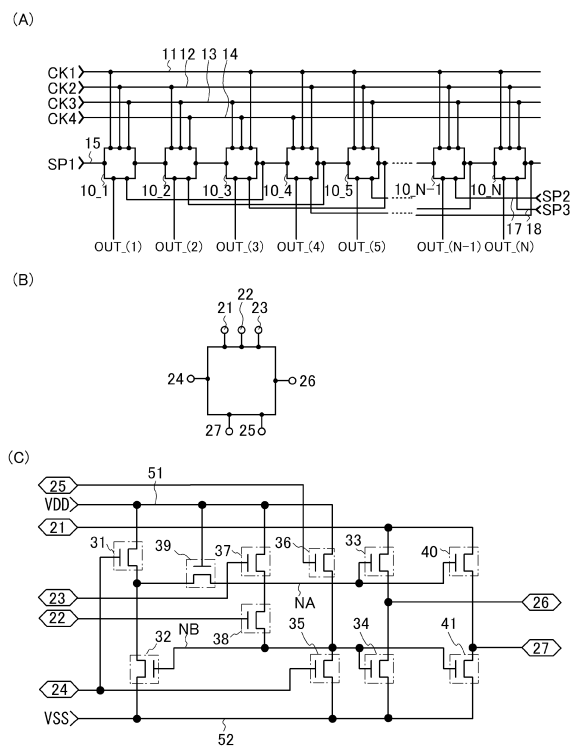 (A)
11 12 13 14
CK1
CK2
CK3
CK4
15
SP1
10_1 10_2 10_3 10_4 10_5 10_N-1 10_N
SP2
SP3
17 18
OUT_(1) OUT_(2) OUT_(3) OUT_(4) OUT_(5) OUT_(N-1) OUT_(N)
(B)
21 22 23
24 26
27 25
(C)
25 51
VDD
21
31 39 37 36 33 40
23 NA 26
22
32 NB 38 35 34 41
27
24
VSS
52